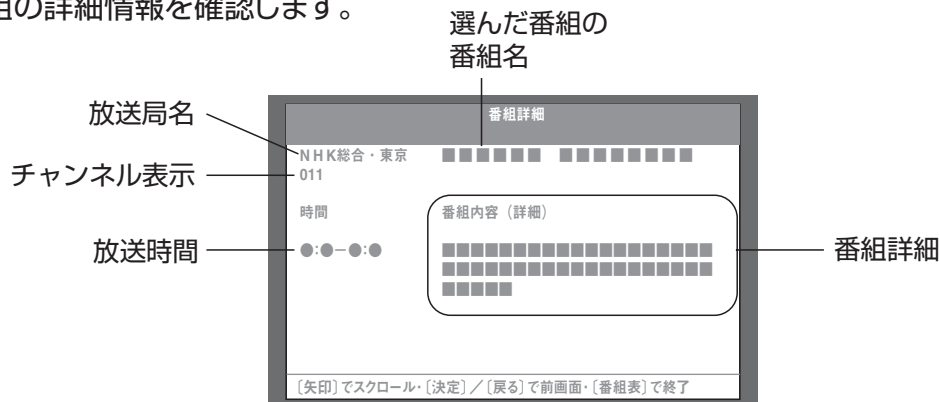 組の詳細情報を確認します。
選んだ番組の
番組名
放送局名
チャンネル表示
放送時間
番組詳細
番組詳細
NHK総合・東京 ■■■■■■ ■■■■■■■■
011
時間 番組内容(詳細)
●:●−●:● ■■■■■■■■■■■■■■■■■■■
■■■■■■■■■■■■■■■■■■■
■■■■■
〔矢印〕でスクロール・〔決定〕/〔戻る〕で前画面・〔番組表〕で終了